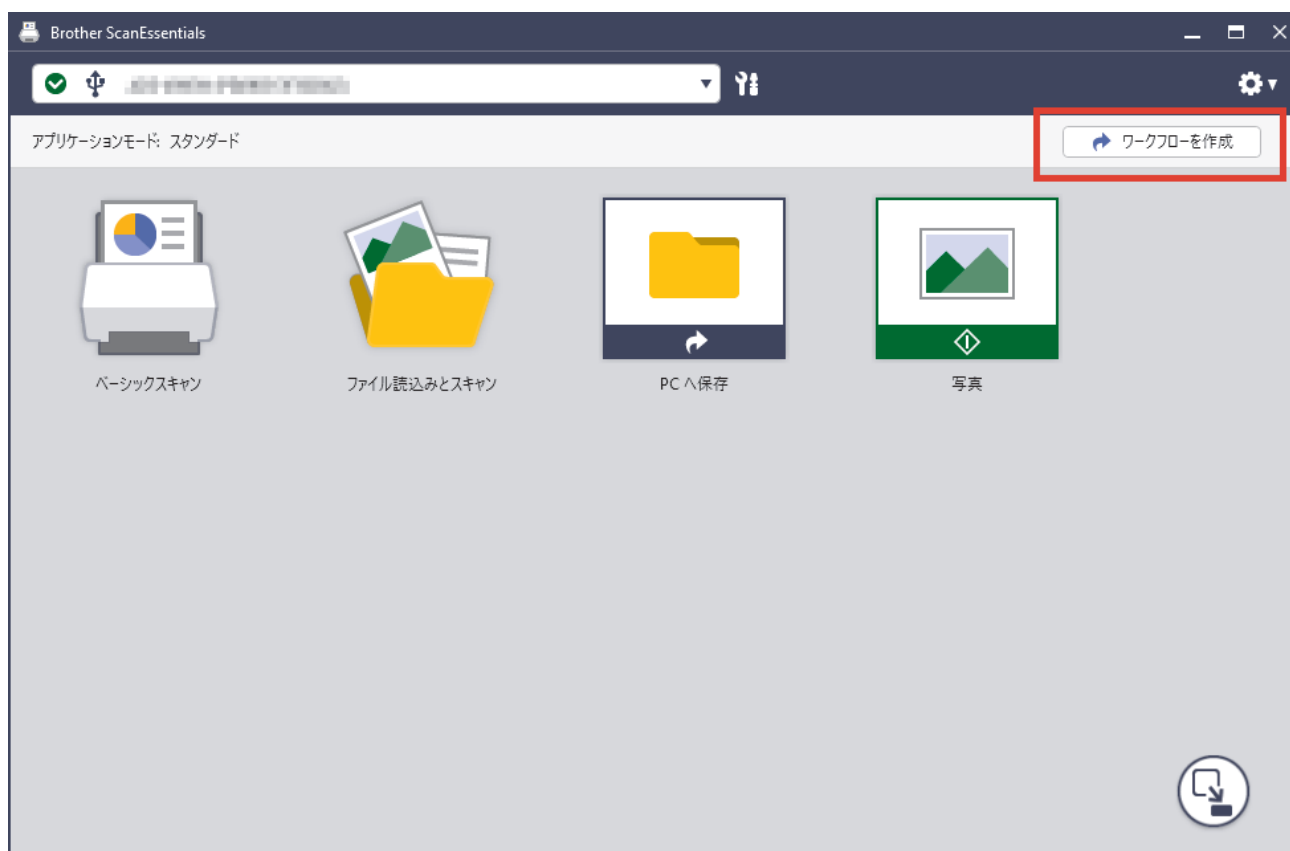 Brother ScanEssentials
アプリケーションモード: スタンダード
ワークフローを作成
ベーシックスキャン
ファイル読込みとスキャン
PC へ保存
写真